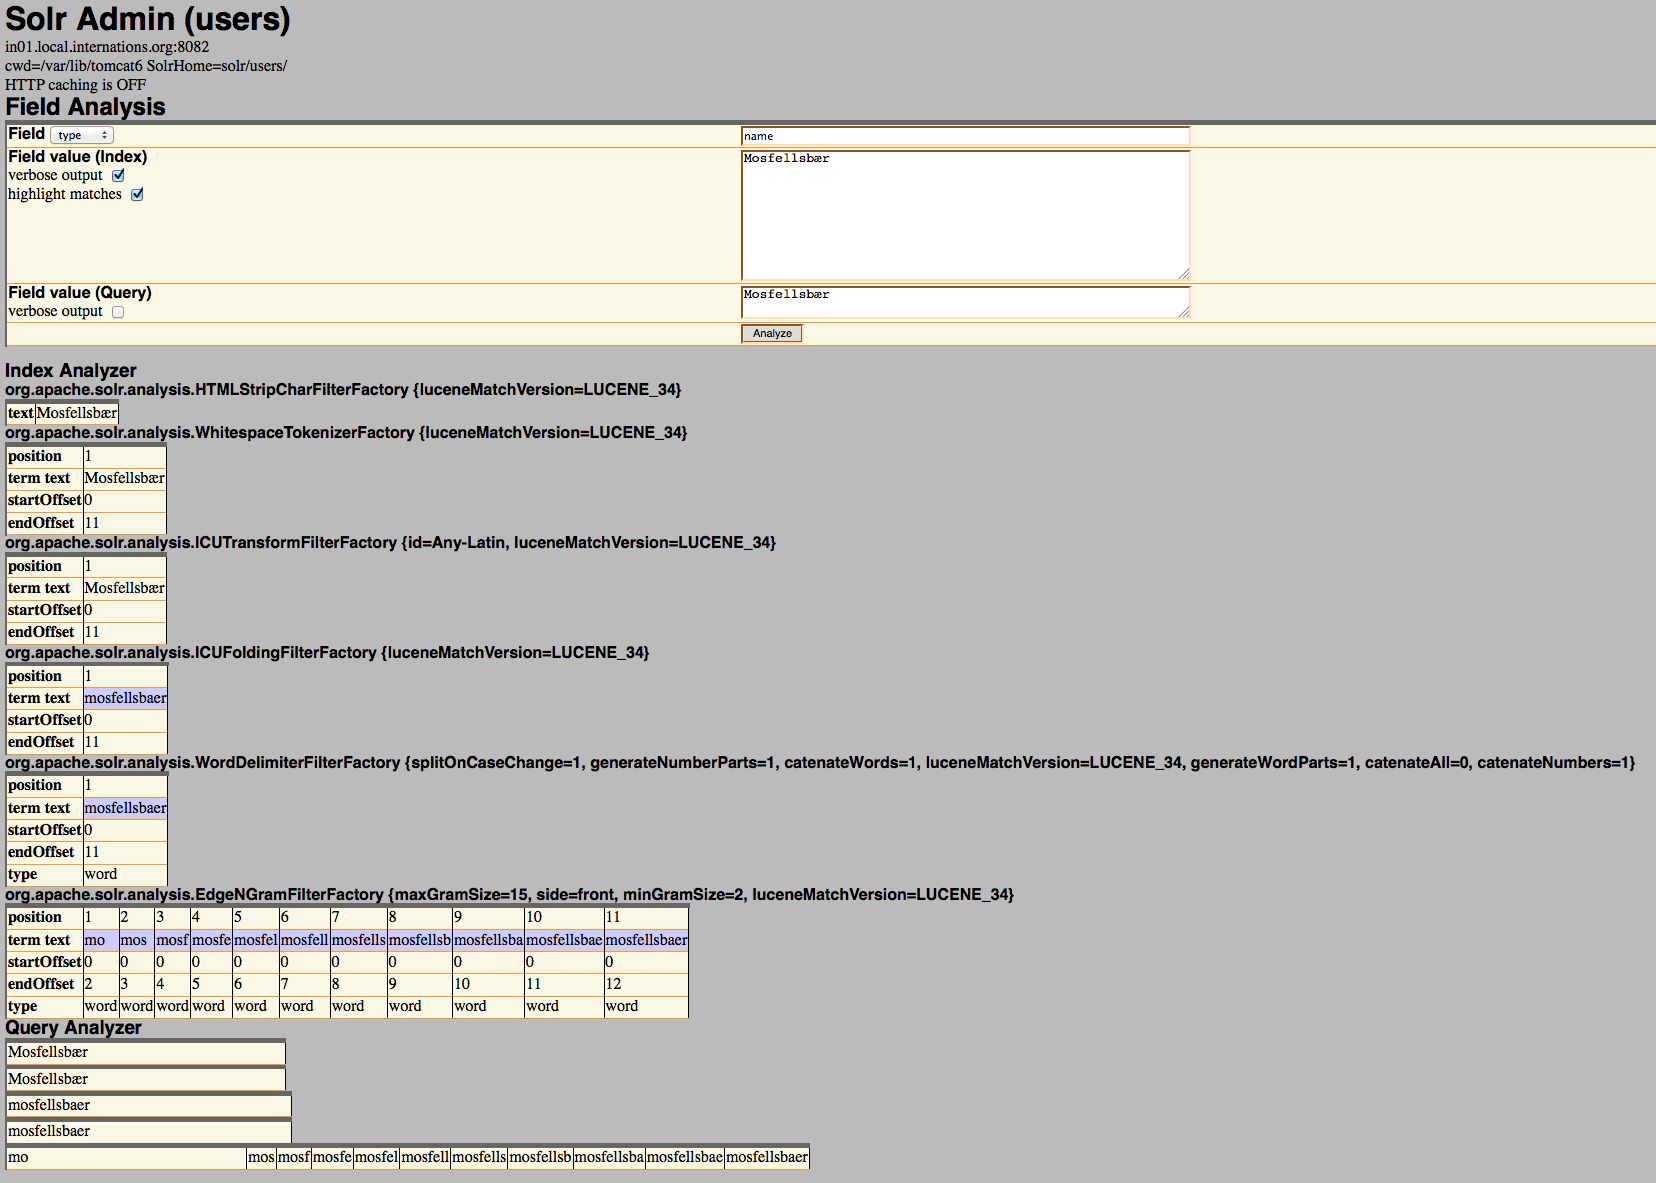 Solr Admin (users)
in01.local.internations.org:8082
cwd=/var/lib/tomcat6 SolrHome=solr/users/
HTTP caching is OFF
Field Analysis
Field type name
Field value (Index) Mosfellsbær
verbose output
highlight matches
Field value (Query) Mosfellsbær
verbose output
Analyze
Index Analyzer
org.apache.solr.analysis.HTMLStripCharFilterFactory {luceneMatchVersion=LUCENE_34}
text Mosfellsbær
org.apache.solr.analysis.WhitespaceTokenizerFactory {luceneMatchVersion=LUCENE_34}
position 1
term text Mosfellsbær
startOffset 0
endOffset 11
org.apache.solr.analysis.ICUTransformFilterFactory {id=Any-Latin, luceneMatchVersion=LUCENE_34}
position 1
term text Mosfellsbær
startOffset 0
endOffset 11
org.apache.solr.analysis.ICUFoldingFilterFactory {luceneMatchVersion=LUCENE_34}
position 1
term text mosfellsbaer
startOffset 0
endOffset 11
org.apache.solr.analysis.WordDelimiterFilterFactory {splitOnCaseChange=1, generateNumberParts=1, catenateWords=1, luceneMatchVersion=LUCENE_34, generateWordParts=1, catenateAll=0, catenateNumbers=1}
position 1
term text mosfellsbaer
startOffset 0
endOffset 11
type word
org.apache.solr.analysis.EdgeNGramFilterFactory {maxGramSize=15, side=front, minGramSize=2, luceneMatchVersion=LUCENE_34}
position 1 2 3 4 5 6 7 8 9 10 11
term text mo mos mosf mosfe mosfel mosfell mosfells mosfellsb mosfellsba mosfellsbae mosfellsbaer
startOffset 0 0 0 0 0 0 0 0 0 0 0
endOffset 2 3 4 5 6 7 8 9 10 11 12
type word word word word word word word word word word word
Query Analyzer
Mosfellsbær
Mosfellsbær
mosfellsbaer
mosfellsbaer
mo mos mosf mosfe mosfel mosfell mosfells mosfellsb mosfellsba mosfellsbae mosfellsbaer